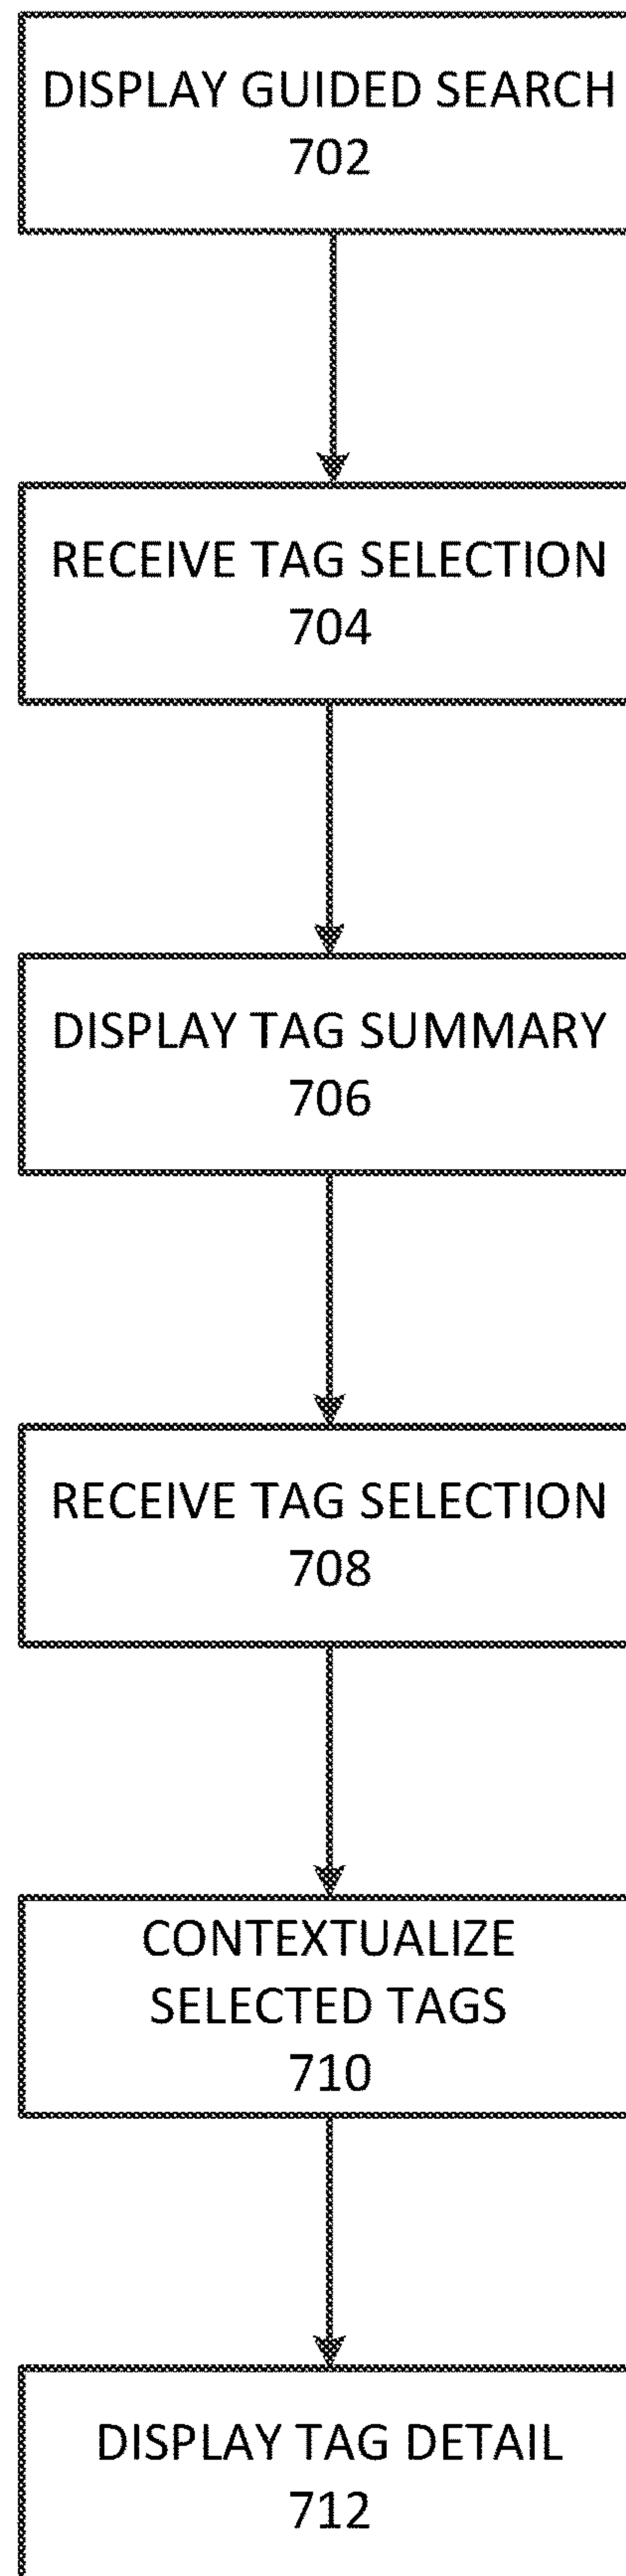 DISPLAY GUIDED SEARCH
702
RECEIVE TAG SELECTION
704
DISPLAY TAG SUMMARY
706
RECEIVE TAG SELECTION
708
CONTEXTUALIZE
SELECTED TAGS
710
DISPLAY TAG DETAIL
712